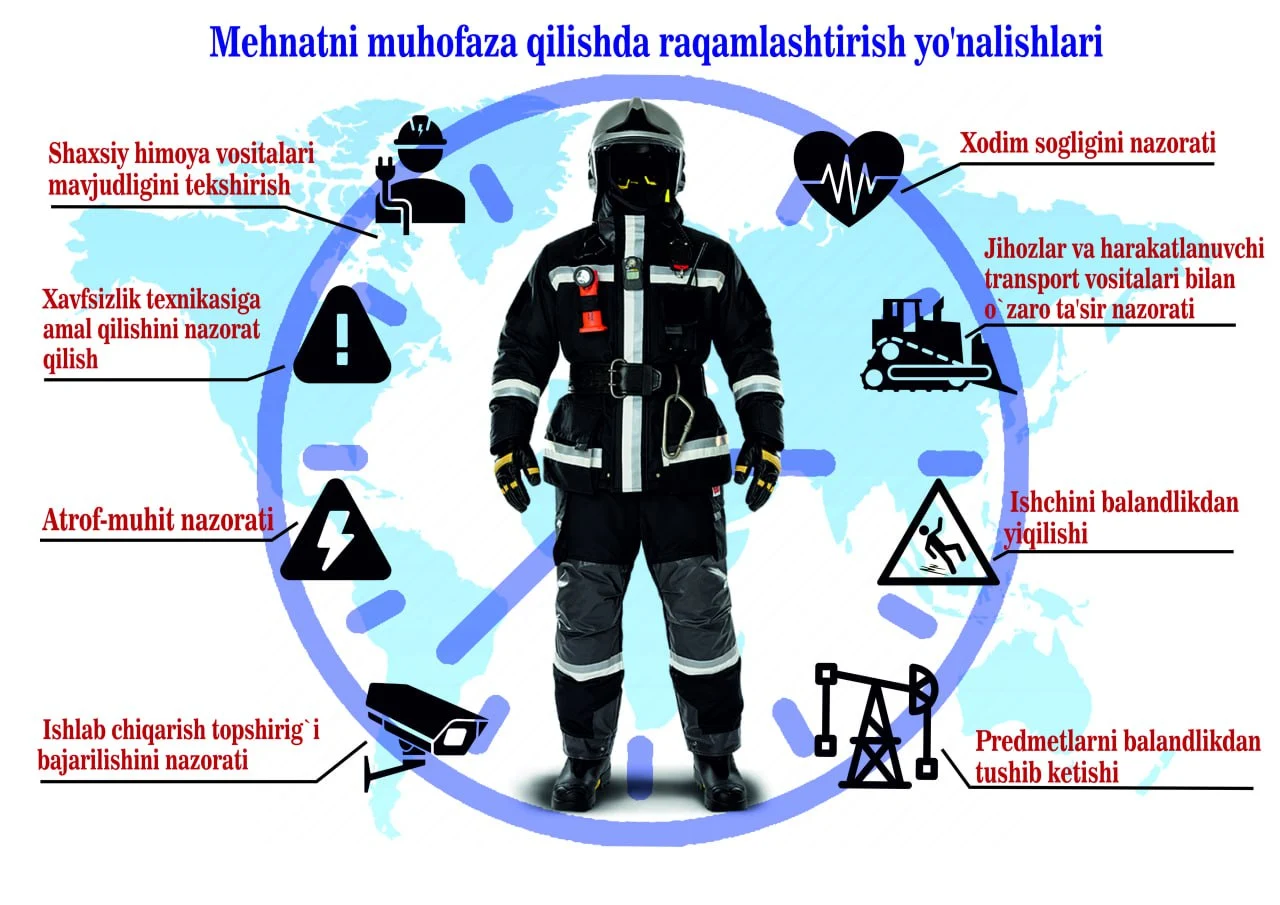 Mehnatni muhofaza qilishda raqamlashtirish yo'nalishlari
Shaxsiy himoya vositalari
mavjudligini tekshirish
Xavfsizlik texnikasiga
amal qilishini nazorat
qilish
Atrof-muhit nazorati
Ishlab chiqarish topshirig`i
bajarilishini nazorati
Xodim sogligini nazorati
Jihozlar va harakatlanuvchi
transport vositalari bilan
o`zaro ta'sir nazorati
Ishchini balandlikdan
yiqilishi
Predmetlarni balandlikdan
tushib ketishi